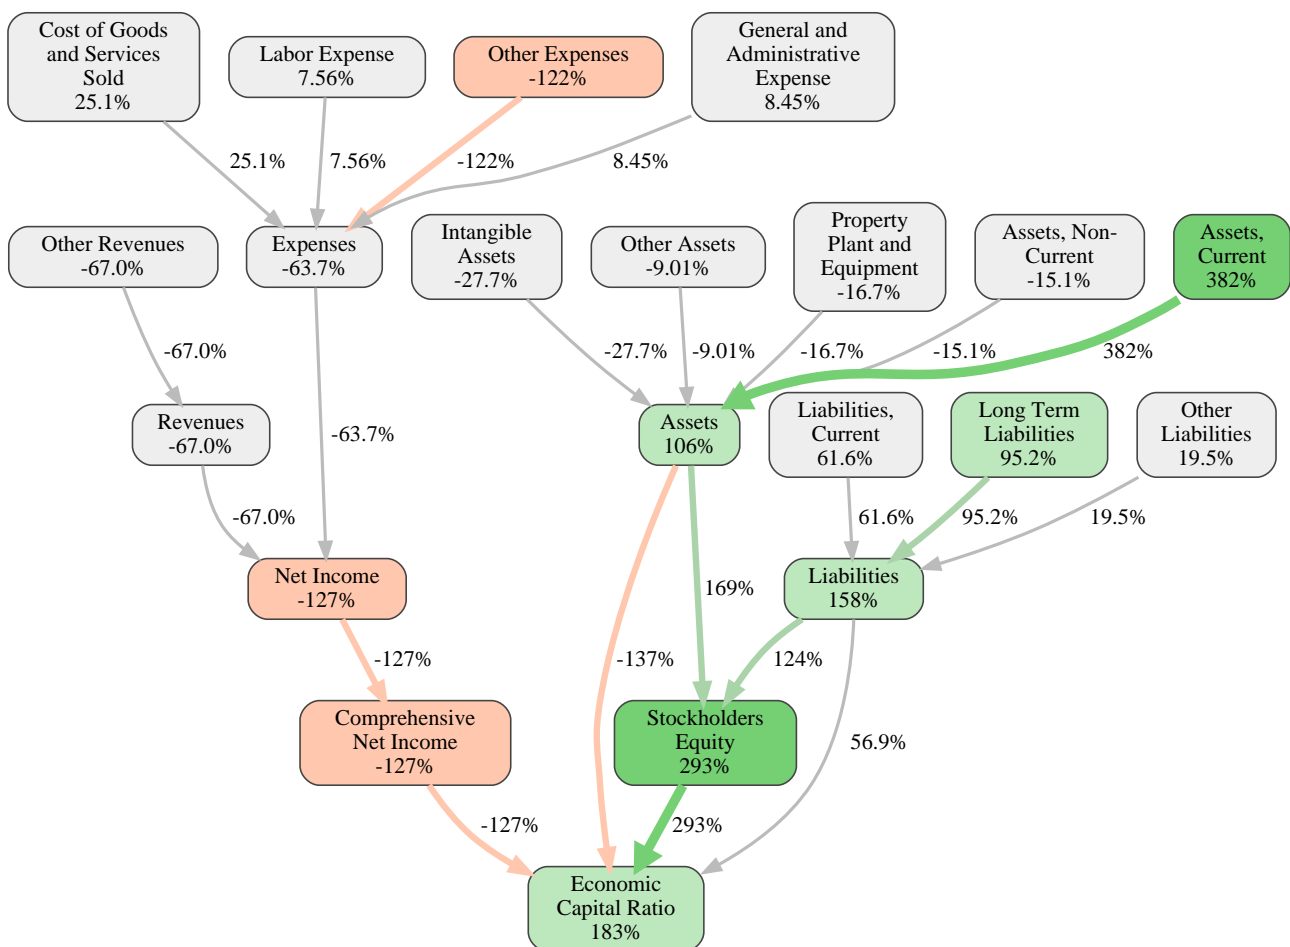 Cost of Goods
and Services
Sold
25.1%
Labor Expense
7.56%
Other Expenses
-122%
General and
Administrative
Expense
8.45%
25.1%
7.56%
-122%
8.45%
Other Revenues
-67.0%
Expenses
-63.7%
Intangible
Assets
-27.7%
Other Assets
-9.01%
Property
Plant and
Equipment
-16.7%
Assets, Non-
Current
-15.1%
Assets,
Current
382%
-67.0%
-27.7%
-9.01%
-16.7%
-15.1%
382%
Revenues
-67.0%
-63.7%
Assets
106%
Liabilities,
Current
61.6%
Long Term
Liabilities
95.2%
Other
Liabilities
19.5%
-67.0%
61.6%
95.2%
19.5%
Net Income
-127%
169%
Liabilities
158%
-127%
-137%
124%
Comprehensive
Net Income
-127%
Stockholders
Equity
293%
56.9%
-127%
293%
Economic
Capital Ratio
183%